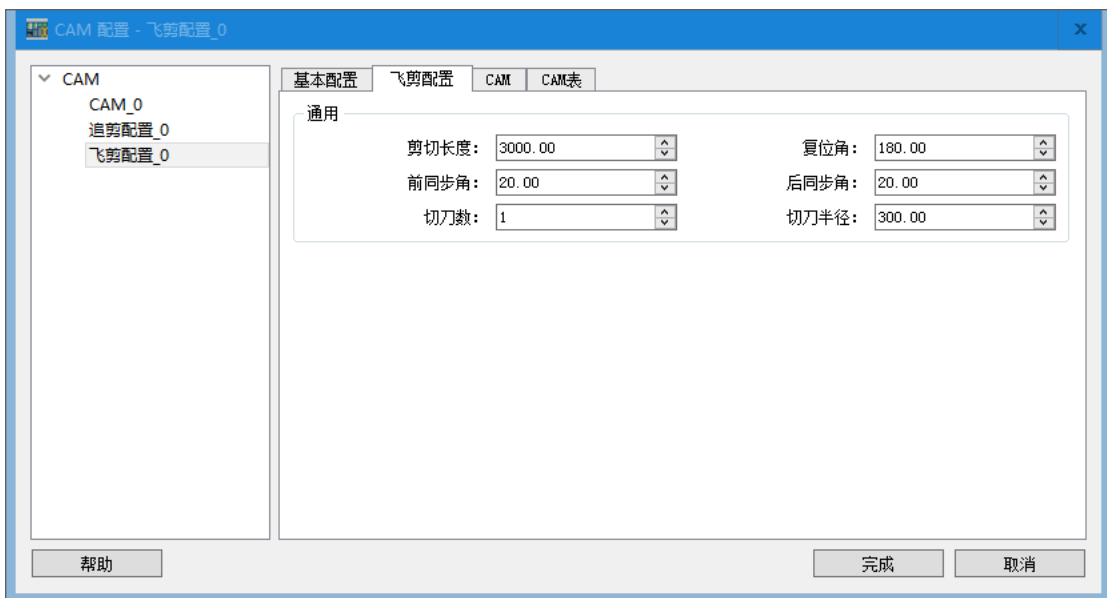 CAM 配置 - 飞剪配置_0
x
CAM
CAM_0
追剪配置_0
飞剪配置_0
基本配置 飞剪配置 CAM CAM表
通用
剪切长度: 3000.00 复位角: 180.00
前同步角: 20.00 后同步角: 20.00
切刀数: 1 切刀半径: 300.00
帮助 完成 取消